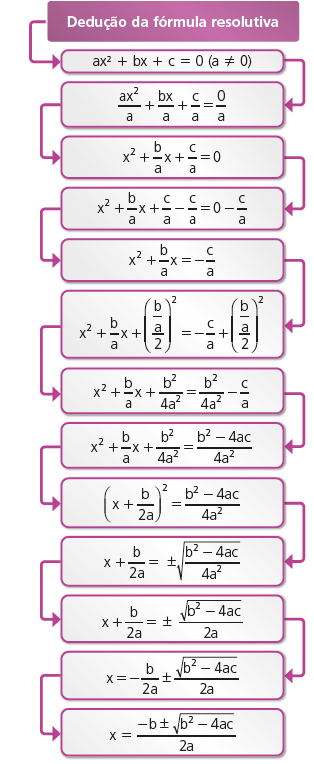 Dedução da fórmula resolutiva
ax² + bx + c = 0 (a ≠ 0)
ax²/a + bx/a + c/a = 0/a
x² + b/a x + c/a = 0
x² + b/a x + c/a − c/a = 0 − c/a
x² + b/a x = − c/a
x² + b/a x + ((b/a)/2)² = − c/a + ((b/a)/2)²
x² + b/a x + b²/4a² = b²/4a² − c/a
x² + b/a x + b²/4a² = (b² − 4ac)/4a²
(x + b/2a)² = (b² − 4ac)/4a²
x + b/2a = ±√((b² − 4ac)/4a²)
x + b/2a = ± √(b² − 4ac)/2a
x = − b/2a ± √(b² − 4ac)/2a
x = (−b ± √(b² − 4ac))/2a